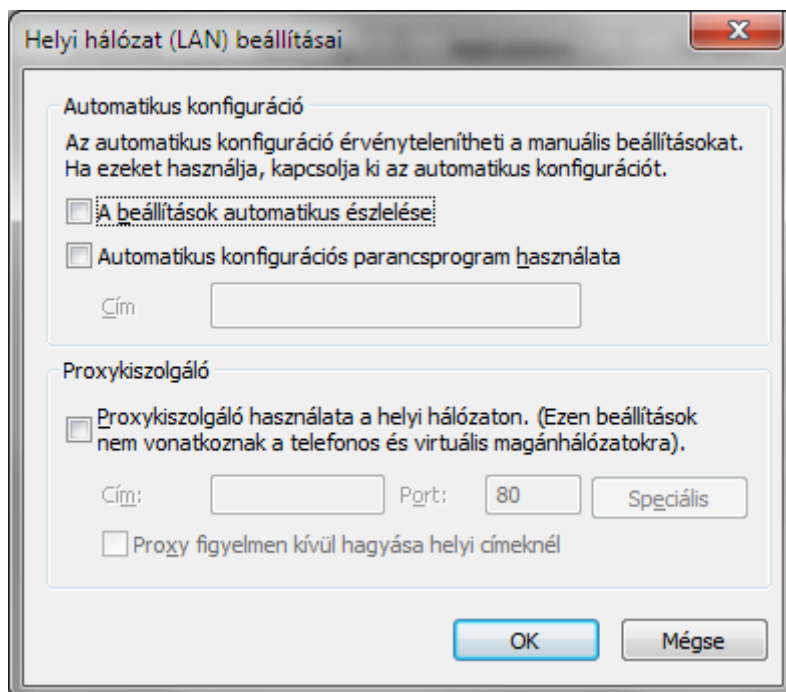 Helyi hálózat (LAN) beállításai
Automatikus konfiguráció
Az automatikus konfiguráció érvénytelenítheti a manuális beállításokat.
Ha ezeket használja, kapcsolja ki az automatikus konfigurációt.
A beállítások automatikus észlelése
Automatikus konfigurációs parancsprogram használata
Cím
Proxykiszolgáló
Proxykiszolgáló használata a helyi hálózaton. (Ezen beállítások
nem vonatkoznak a telefonos és virtuális magánhálózatokra).
Cím: Port: 80 Speciális
Proxy figyelmen kívül hagyása helyi címeknél
OK Mégse